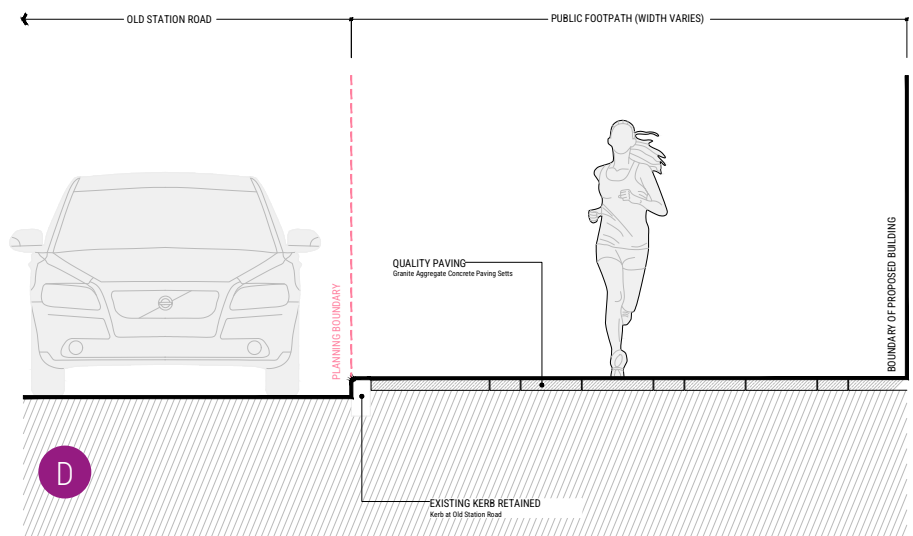 OLD STATION ROAD
PUBLIC FOOTPATH (WIDTH VARIES)
QUALITY PAVING
Granite Aggregate Concrete Paving Setts
PLANNING BOUNDARY
BOUNDARY OF PROPOSED BUILDING
D
EXISTING KERB RETAINED
Kerb at Old Station Road